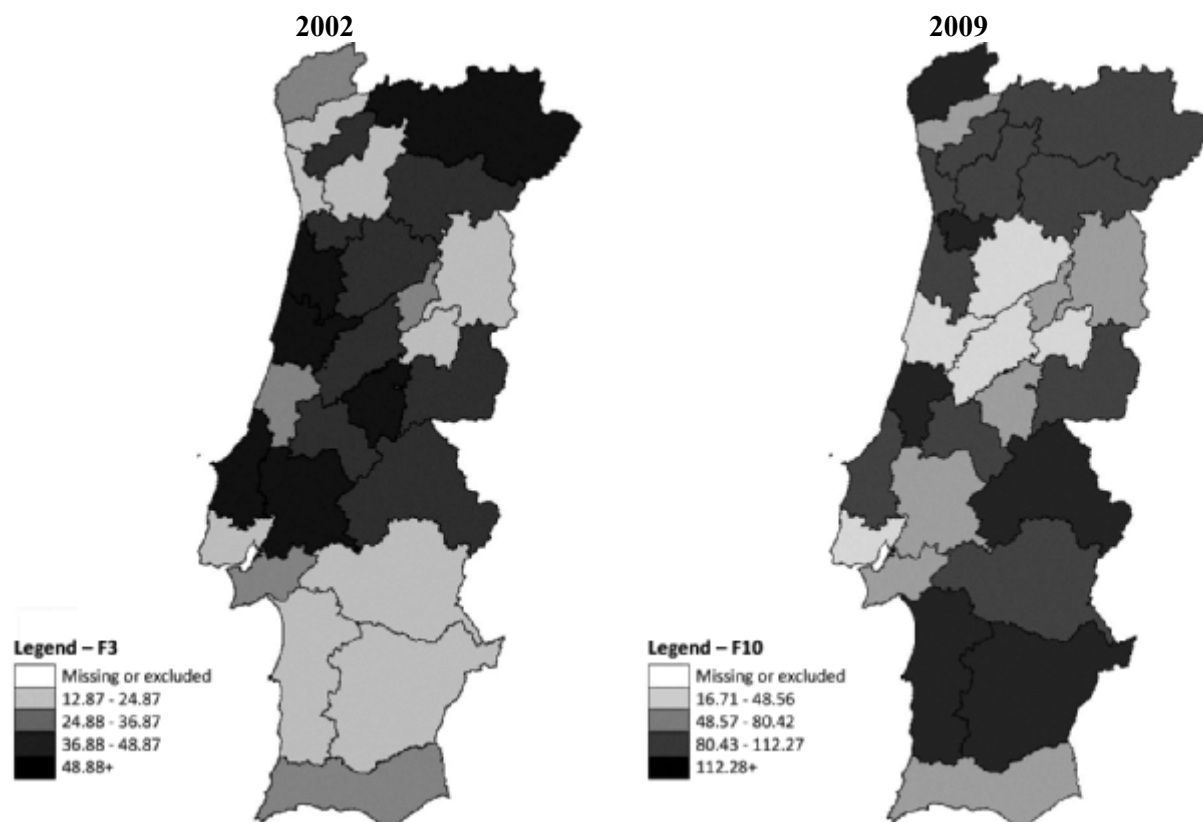 2002
2009
Legend – F3
Missing or excluded
12.87 - 24.87
24.88 - 36.87
36.88 - 48.87
48.88+
Legend – F10
Missing or excluded
16.71 - 48.56
48.57 - 80.42
80.43 - 112.27
112.28+